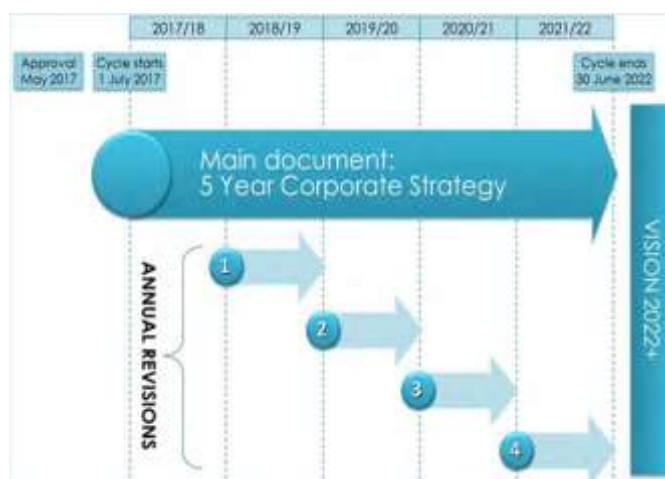 2017/18 2018/19 2019/20 2020/21 2021/22
Approval
May 2017
Cycle starts
1 July 2017
Cycle ends
30 June 2022
Main document:
5 Year Corporate Strategy
ANNUAL REVISIONS
1
2
3
4
VISION 2022+